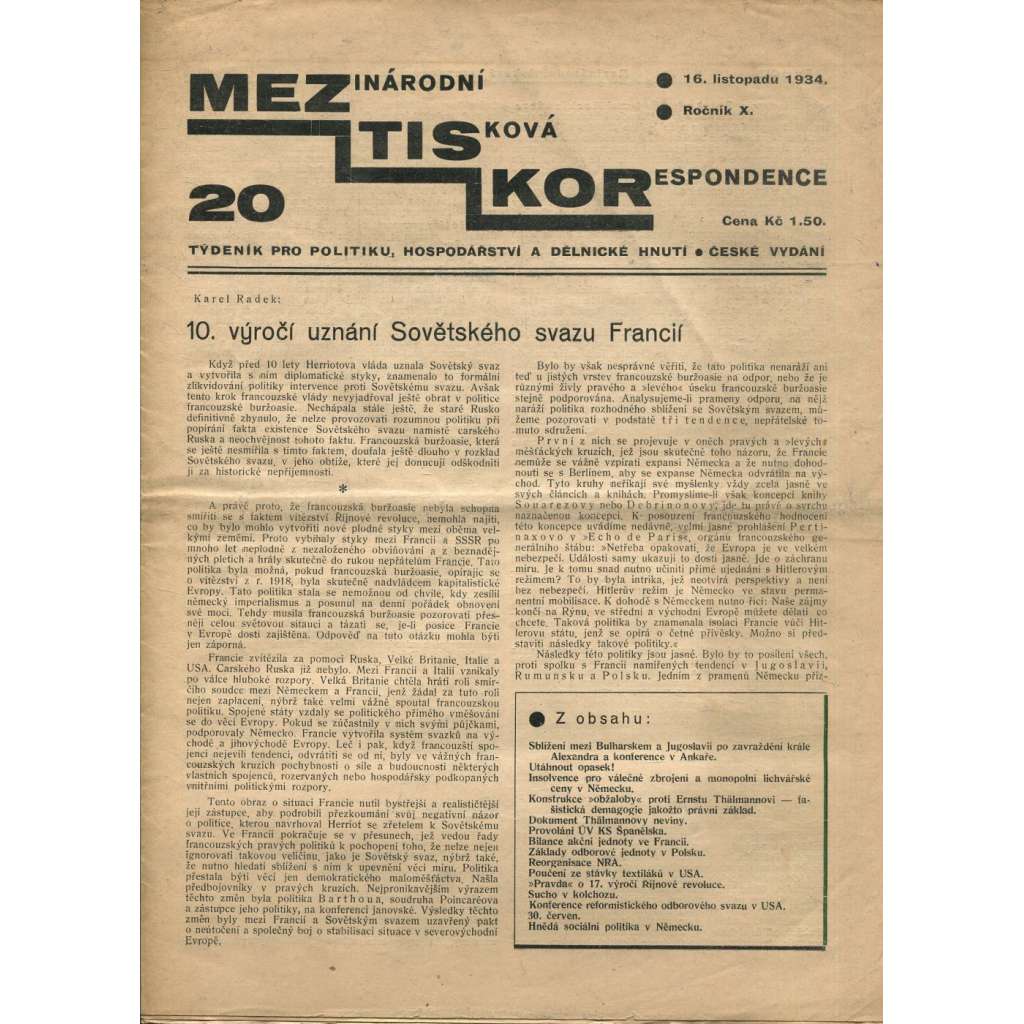 MEZINÁRODNÍ
TISKOVÁ
KORESPONDENCE
20
● 16. listopadu 1934.
● Ročník X.
Cena Kč 1.50.
TÝDENÍK PRO POLITIKU, HOSPODÁŘSTVÍ A DĚLNICKÉ HNUTÍ ● ČESKÉ VYDÁNÍ
Karel Radek:
10. výročí uznání Sovětského svazu Francií
Když před 10 lety Herriotova vláda uznala Sovětský svaz
a vytvořila s ním diplomatické styky, znamenalo to formální
zlikvidování politiky intervence proti Sovětskému svazu. Avšak
tento krok francouzské vlády nevyjadřoval ještě obrat v politice
francouzské buržoasie. Nechápala stále ještě, že staré Rusko
definitivně zhynulo, že nelze provozovati rozumnou politiku při
popírání fakta existence Sovětského svazu namístě carského
Ruska a neochvějnost tohoto faktu. Francouzská buržoasie, která
se ještě nesmířila s tímto faktem, doufala ještě dlouho v rozklad
Sovětského svazu, v jeho obtíže, které jej donucují odškodniti
ji za historické nepříjemnosti.
*
A právě proto, že francouzská buržoasie nebyla schopna
smířiti se s faktem vítězství Říjnové revoluce, nemohla najíti,
co by bylo mohlo vytvořiti nové plodné styky mezi oběma vel-
kými zeměmi. Proto vybíhaly styky mezi Francií a SSSR po
mnoho let neplodně z nezaloženého obviňování a z beznaděj-
ných pletich a hrály skutečně do rukou nepřátelům Francie. Tato
politika byla možná, pokud francouzská buržoasie, opírajíc se
o vítězství z r. 1918, byla skutečně nadvládcem kapitalistické
Evropy. Tato politika stala se nemožnou od chvíle, kdy zesílil
německý imperialismus a posunul na denní pořádek obnovení
své moci. Tehdy musila francouzská buržoasie pozorovati přes-
něji celou světovou situaci a tázati se, je-li posice Francie
v Evropě dosti zajištěna. Odpověď na tuto otázku mohla býti
jen záporná.
Francie zvítězila za pomoci Ruska, Velké Britanie, Italie a
USA. Carského Ruska již nebylo. Mezi Francií a Italií vznikaly
po válce hluboké rozpory. Velká Britanie chtěla hráti roli smír-
čího soudce mezi Německem a Francií, jenž žádal za tuto roli
nejen zaplacení, nýbrž také velmi vážně spoutal francouzskou
politiku. Spojené státy vzdaly se politického přímého vměšování
se do věcí Evropy. Pokud se zúčastnily v nich svými půjčkami,
podporovaly Německo. Francie vytvořila systém svazků na vý-
chodě a jihovýchodě Evropy. Leč i pak, když francouzští spo-
jenci nejevili tendenci, odvrátiti se od ní, byly ve vážných fran-
couzských kruzích pochybnosti o síle a budoucnosti některých
vlastních spojenců, rozervaných nebo hospodářsky podkopaných
vnitřními politickými rozpory.
Tento obraz o situaci Francie nutil bystřejší a realističtější
její zástupce, aby podrobili přezkoumání svůj negativní názor
o politice, kterou navrhoval Herriot se zřetelem k Sovětskému
svazu. Ve Francii pokračuje se v přesunech, jež vedou řady
francouzských pravých politiků k pochopení toho, že nelze nejen
ignorovati takovou veličinu, jako je Sovětský svaz, nýbrž také,
že nutno hledati sblížení s ním k upevnění věci míru. Politika
přestala býti věcí jen demokratického maloměšťáctva. Našla
předbojovníky v pravých kruzích. Nejpronikavějším výrazem
těchto změn byla politika Barthoua, soudruha Poincaréova
a zástupce jeho politiky, na konferenci janovské. Výsledky těchto
změn byly mezi Francií a Sovětským svazem uzavřený pakt
o neútočení a společný boj o stabilisaci situace v severovýchodní
Evropě.
Bylo by však nesprávné věřiti, že tato politika nenaráží ani
teď u jistých vrstev francouzské buržoasie na odpor, nebo že je
různými živly pravého a »levého« úseku francouzské buržoasie
stejně podporována. Analysujeme-li prameny odporu, na nějž
naráží politika rozhodného sblížení se Sovětským svazem, mů-
žeme pozorovati v podstatě tři tendence, nepřátelské to-
muto sdružení.
První z nich se projevuje v oněch pravých a »levých«
měšťáckých kruzích, jež jsou skutečně toho názoru, že Francie
nemůže se vážně vzpírati expansi Německa a že nutno dohod-
nouti se s Berlínem, aby se expanse Německa odvrátila na vý-
chod. Tyto kruhy neříkají své myšlenky vždy zcela jasně ve
svých článcích a knihách. Promyslíme-li však koncepci knihy
Souarezovy nebo Debrinonovy, jde tu právě o svrchu
naznačenou koncepci. K posouzení francouzského hodnocení
této koncepce uvádíme nedávné, velmi jasné prohlášení Perti-
naxovo v »Echo de Paris«, orgánu francouzského ge-
nerálního štábu: »Netřeba opakovati, že Evropa je ve velkém
nebezpečí. Události samy ukazují to dosti jasně. Jde o záchranu
míru. Je k tomu snad nutno učiniti přímé ujednání s Hitlerovým
režimem? To by byla intrika, jež neotvírá perspektivy a není
bez nebezpečí. Hitlerův režim je Německo ve stavu perma-
nentní mobilisace. K dohodě s Německem nutno říci: Naše zájmy
končí na Rýnu, ve střední a východní Evropě můžete dělati co
chcete. Taková politika by znamenala isolaci Francie vůči Hit-
lerovu státu, jenž se opírá o četné přívěsky. Možno si před-
staviti následky takové politiky.«
Následky této politiky jsou jasné. Bylo by to posílení všech,
proti spolku s Francií namířených tendencí v Jugoslavii,
Rumunsku a Polsku. Jedním z pramenů Německu příz-
● Z obsahu:
Sblížení mezi Bulharskem a Jugoslavií po zavraždění krále
Alexandra a konference v Ankaře.
Utáhnout opasek!
Insolvence pro válečné zbrojení a monopolní lichvářské
ceny v Německu.
Konstrukce »obžaloby« proti Ernstu Thälmannovi — fa-
šistická demagogie jakožto právní základ.
Dokument Thälmannovy neviny.
Provolání ÚV KS Španělska.
Bilance akční jednoty ve Francii.
Základy odborové jednoty v Polsku.
Reorganisace NRA.
Poučení ze stávky textiláků v USA.
»Pravda« o 17. výročí Říjnové revoluce.
Sucho v kolchozu.
Konference reformistického odborového svazu v USA.
30. červen.
Hnědá sociální politika v Německu.